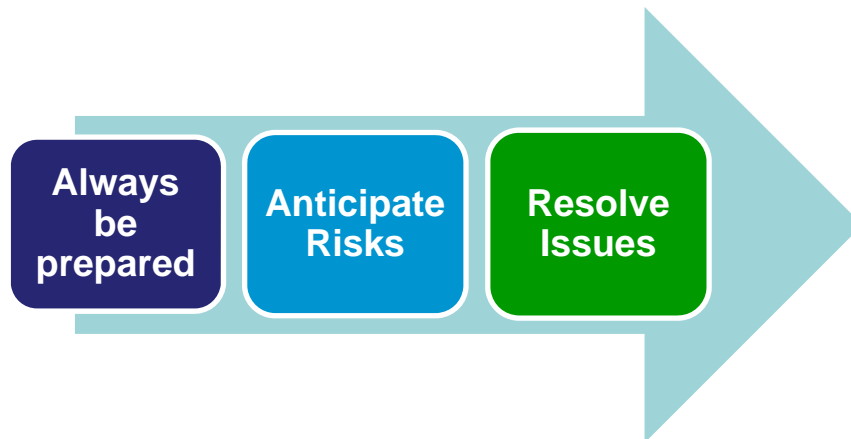 Always
be
prepared
Anticipate
Risks
Resolve
Issues